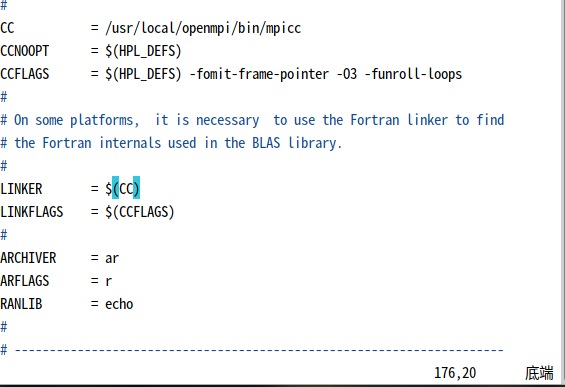 #
CC         = /usr/local/openmpi/bin/mpicc
CCNOOPT    = $(HPL_DEFS)
CCFLAGS    = $(HPL_DEFS) -fomit-frame-pointer -O3 -funroll-loops
#
# On some platforms,  it is necessary  to use the Fortran linker to find
# the Fortran internals used in the BLAS library.
#
LINKER     = $(CC)
LINKFLAGS  = $(CCFLAGS)
#
ARCHIVER   = ar
ARFLAGS    = r
RANLIB     = echo
#
# ----------------------------------------------------------------------
176,20 底端